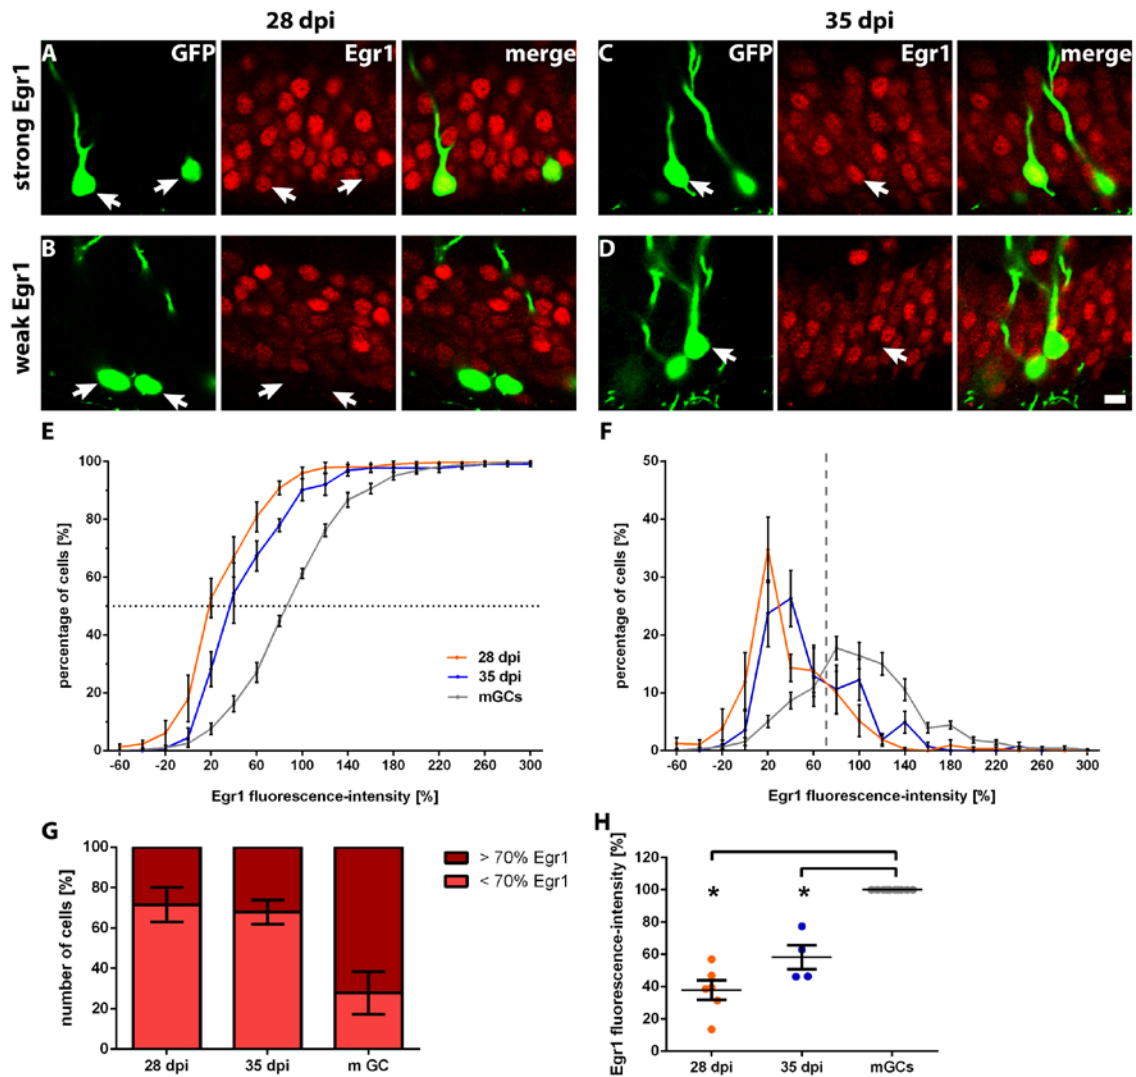 28 dpi
35 dpi
strong Egr1
A GFP Egr1 merge
C GFP Egr1 merge
weak Egr1
B
D
E
percentage of cells [%]
100
80
60
40
20
0
28 dpi
35 dpi
mGCs
-60 -20 20 60 100 140 180 220 260 300
Egr1 fluorescence-intensity [%]
F
percentage of cells [%]
50
40
30
20
10
0
-60 -20 20 60 100 140 180 220 260 300
Egr1 fluorescence-intensity [%]
G
number of cells [%]
100
80
60
40
20
0
28 dpi 35 dpi m GC
> 70% Egr1
< 70% Egr1
H
Egr1 fluorescence-intensity [%]
120
100
80
60
40
20
0
* *
28 dpi 35 dpi mGCs